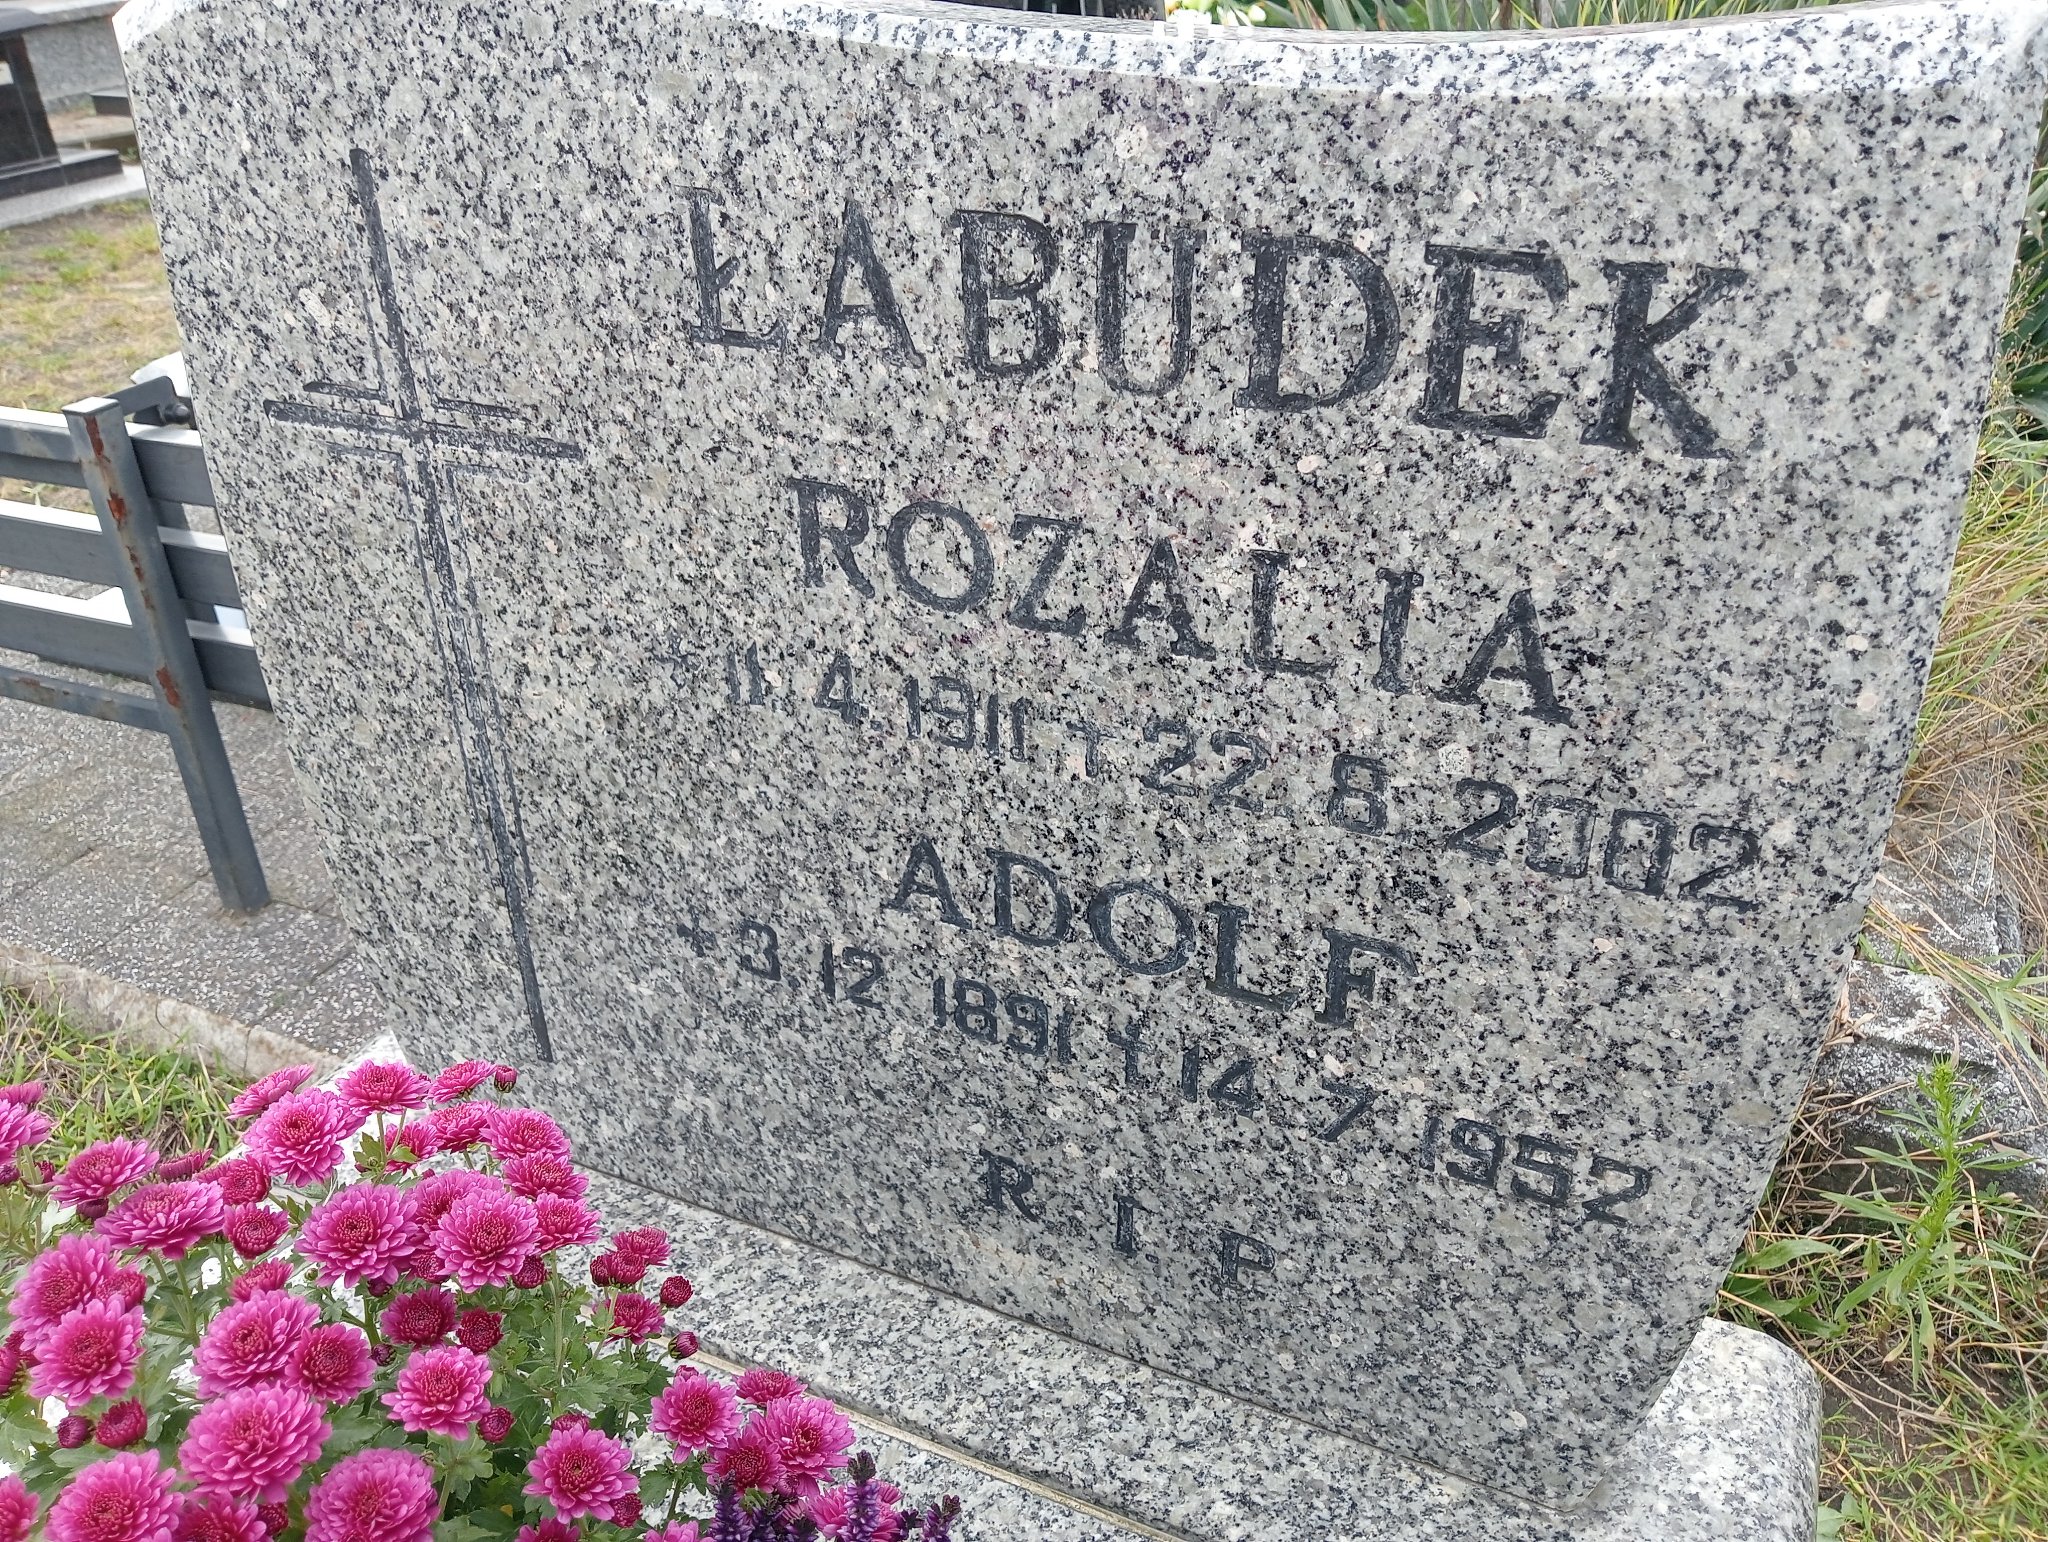 ŁABUDEK
ROZALIA
* 11.4.1911 † 22.8.2002
ADOLF
* 3.12 1891 † 14.7 1952
R. I. P